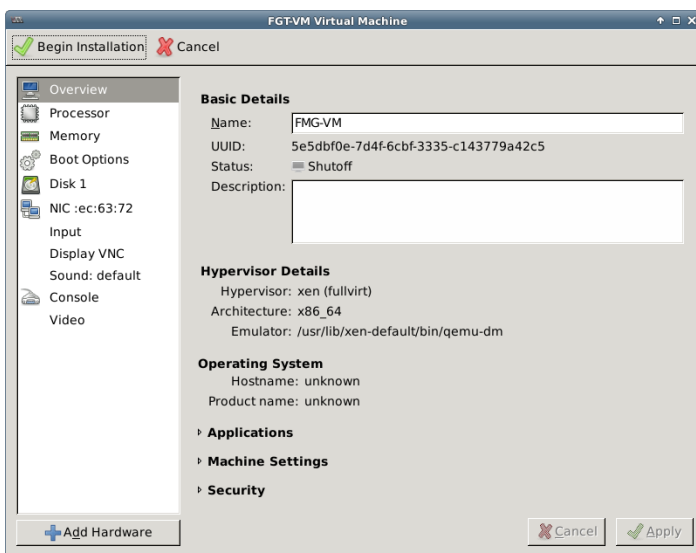 FGT-VM Virtual Machine
Begin Installation Cancel
Overview
Processor
Memory
Boot Options
Disk 1
NIC :ec:63:72
Input
Display VNC
Sound: default
Console
Video
Add Hardware
Basic Details
Name: FMG-VM
UUID: 5e5dbf0e-7d4f-6cbf-3335-c143779a42c5
Status: Shutoff
Description:
Hypervisor Details
Hypervisor: xen (fullvirt)
Architecture: x86_64
Emulator: /usr/lib/xen-default/bin/qemu-dm
Operating System
Hostname: unknown
Product name: unknown
Applications
Machine Settings
Security
Cancel Apply